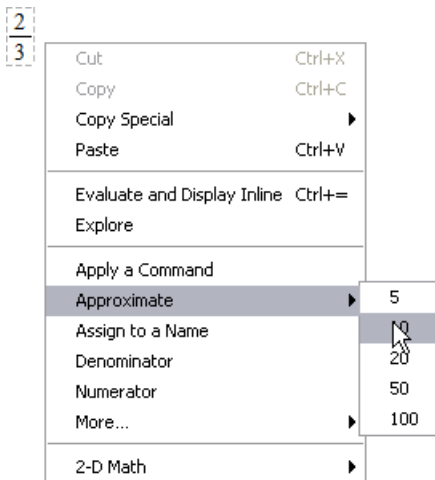 2
3
Cut Ctrl+X
Copy Ctrl+C
Copy Special
Paste Ctrl+V
Evaluate and Display Inline Ctrl+=
Explore
Apply a Command
Approximate 5
10
Assign to a Name
Denominator 20
Numerator 50
More... 100
2-D Math